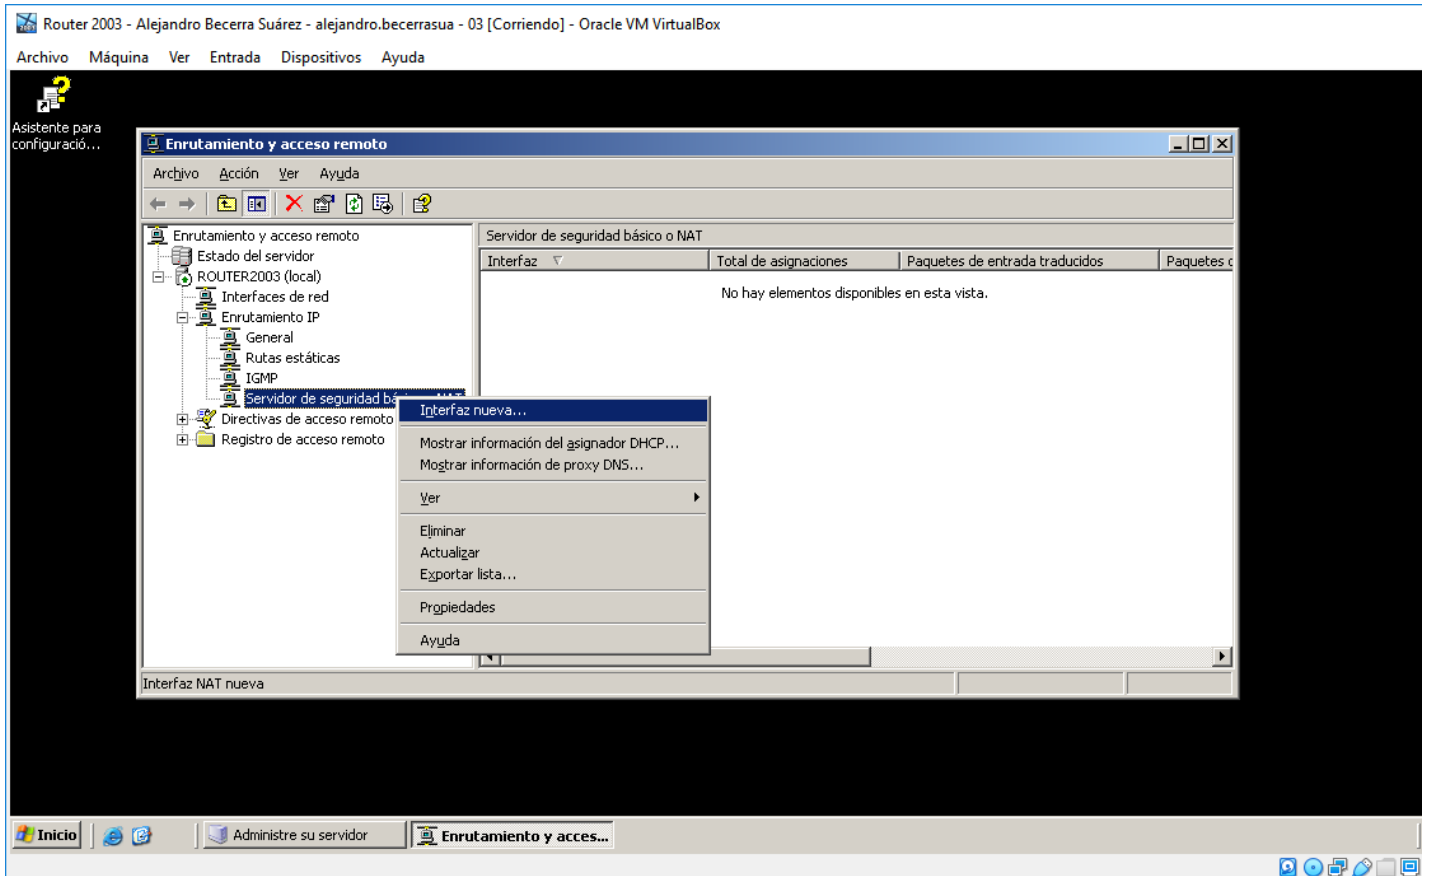 Router 2003 - Alejandro Becerra Suárez - alejandro.becerrasua - 03 [Corriendo] - Oracle VM VirtualBox
Archivo Máquina Ver Entrada Dispositivos Ayuda
Asistente para
configuració...
Enrutamiento y acceso remoto
Archivo Acción Ver Ayuda
Enrutamiento y acceso remoto
Estado del servidor
ROUTER2003 (local)
Interfaces de red
Enrutamiento IP
General
Rutas estáticas
IGMP
Servidor de seguridad
Directivas de acceso remoto
Registro de acceso remoto
Servidor de seguridad básico o NAT
Interfaz Total de asignaciones Paquetes de entrada traducidos Paquetes
No hay elementos disponibles en esta vista.
Interfaz nueva...
Mostrar información del asignador DHCP...
Mostrar información de proxy DNS...
Ver
Eliminar
Actualizar
Exportar lista...
Propiedades
Ayuda
Interfaz NAT nueva
Inicio Administre su servidor Enrutamiento y acces...